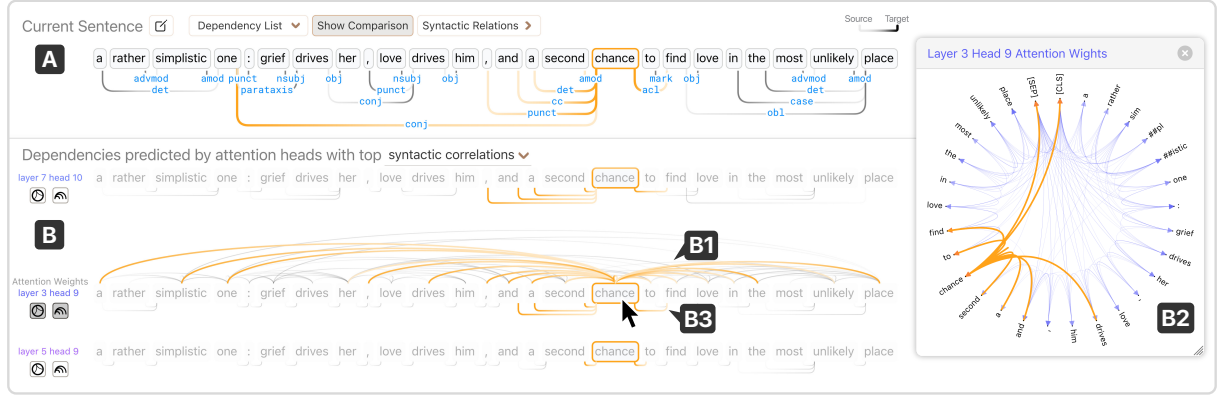 Current Sentence Dependency List Show Comparison Syntactic Relations Source Target
A a rather simplistic one : grief drives her , love drives him , and a second chance to find love in the most unlikely place
advmod amod punct nsubj obj nsubj obj amod mark obj advmod amod
det parataxis punct det acl det
conj cc case
punct obl
conj
Dependencies predicted by attention heads with top syntactic correlations
layer 7 head 10 a rather simplistic one : grief drives her , love drives him , and a second chance to find love in the most unlikely place
B
B1
Attention Weights
layer 3 head 9 a rather simplistic one : grief drives her , love drives him , and a second chance to find love in the most unlikely place
B3
layer 5 head 9 a rather simplistic one : grief drives her , love drives him , and a second chance to find love in the most unlikely place
Layer 3 Head 9 Attention Wights
[CLS]
a
rather
sim
##pl
##istic
one
:
grief
drives
her
,
love
drives
him
,
and
a
second
chance
to
find
love
in
the
most
unlikely
place
[SEP]
B2